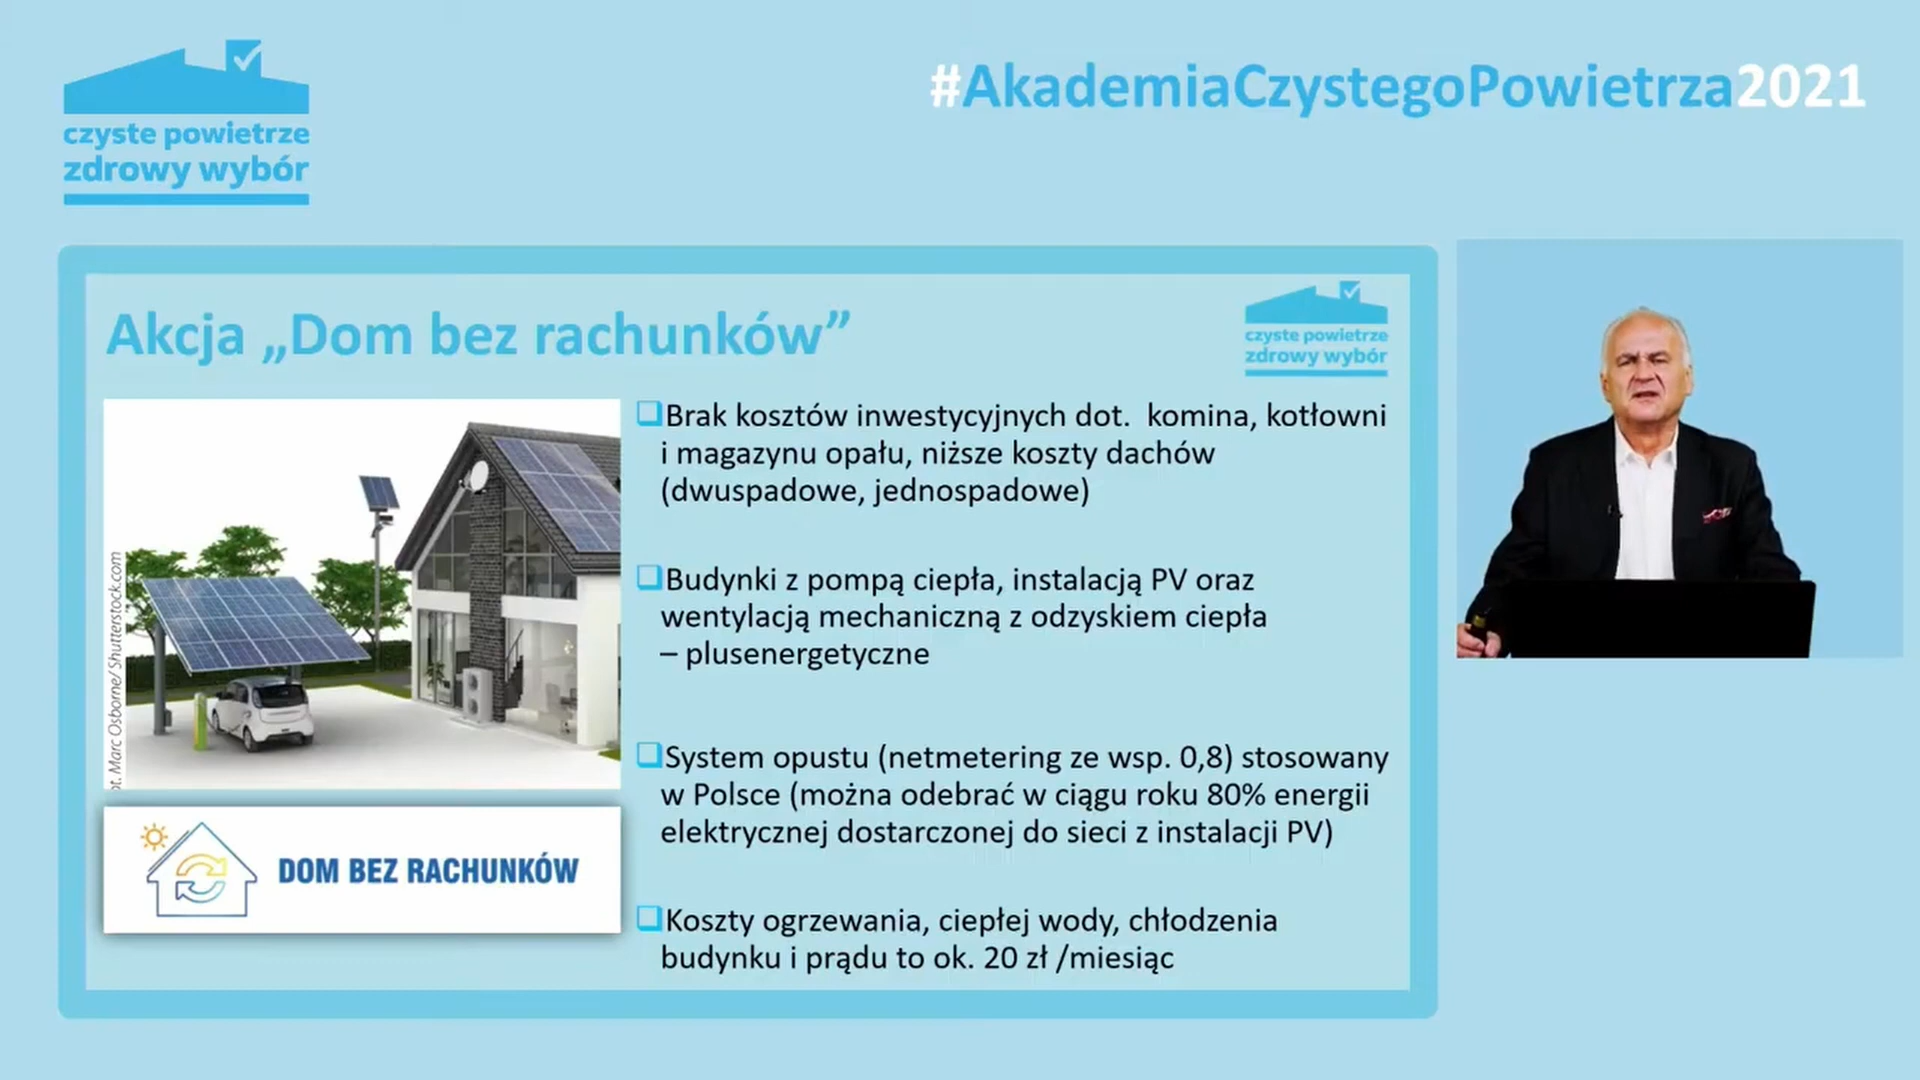 czyste powietrze
zdrowy wybór
#AkademiaCzystegoPowietrza2021
Akcja „Dom bez rachunków”
czyste powietrze
zdrowy wybór
Brak kosztów inwestycyjnych dot. komina, kotłowni
i magazynu opału, niższe koszty dachów
(dwuspadowe, jednospadowe)
Budynki z pompą ciepła, instalacją PV oraz
wentylacją mechaniczną z odzyskiem ciepła
– plusenergetyczne
System opustu (netmetering ze wsp. 0,8) stosowany
w Polsce (można odebrać w ciągu roku 80% energii
elektrycznej dostarczonej do sieci z instalacji PV)
Koszty ogrzewania, ciepłej wody, chłodzenia
budynku i prądu to ok. 20 zł /miesiąc
Marc Osborne/Shutterstock.com
DOM BEZ RACHUNKÓW